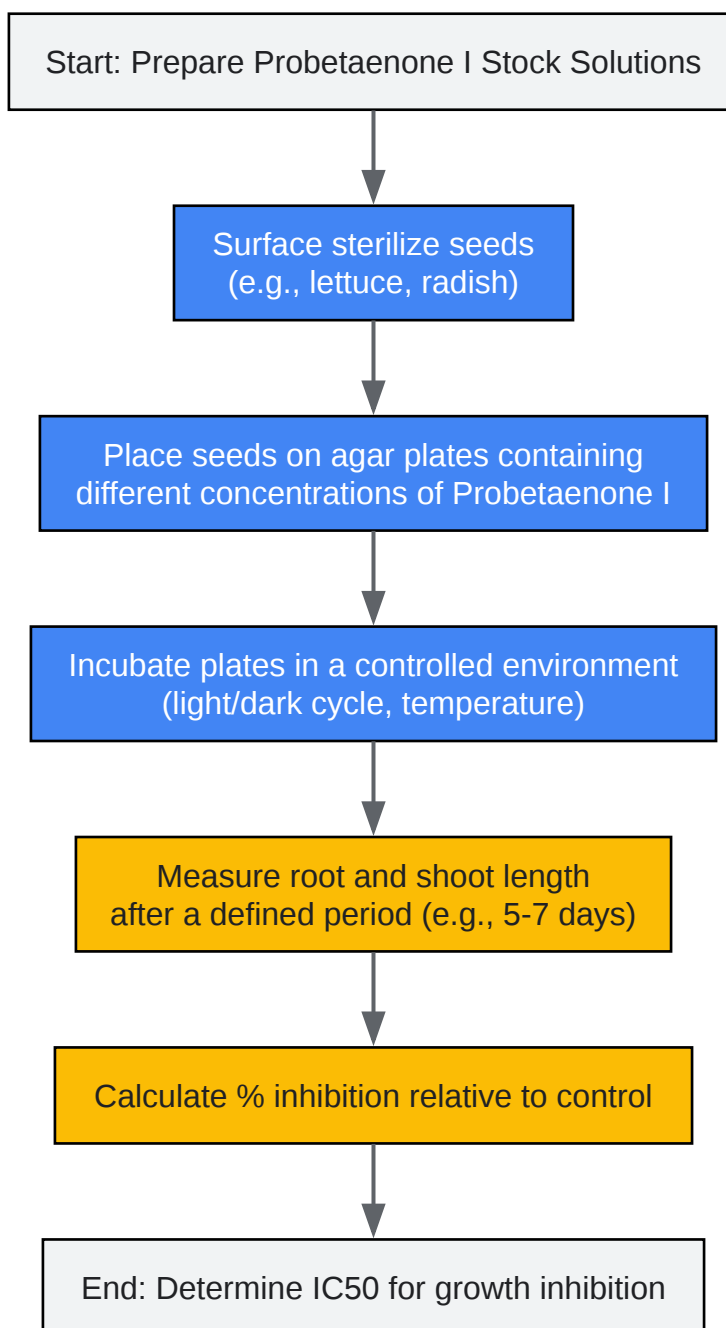 Start: Prepare Probetaenone I Stock Solutions
Surface sterilize seeds
(e.g., lettuce, radish)
Place seeds on agar plates containing
different concentrations of Probetaenone I
Incubate plates in a controlled environment
(light/dark cycle, temperature)
Measure root and shoot length
after a defined period (e.g., 5-7 days)
Calculate % inhibition relative to control
End: Determine IC50 for growth inhibition